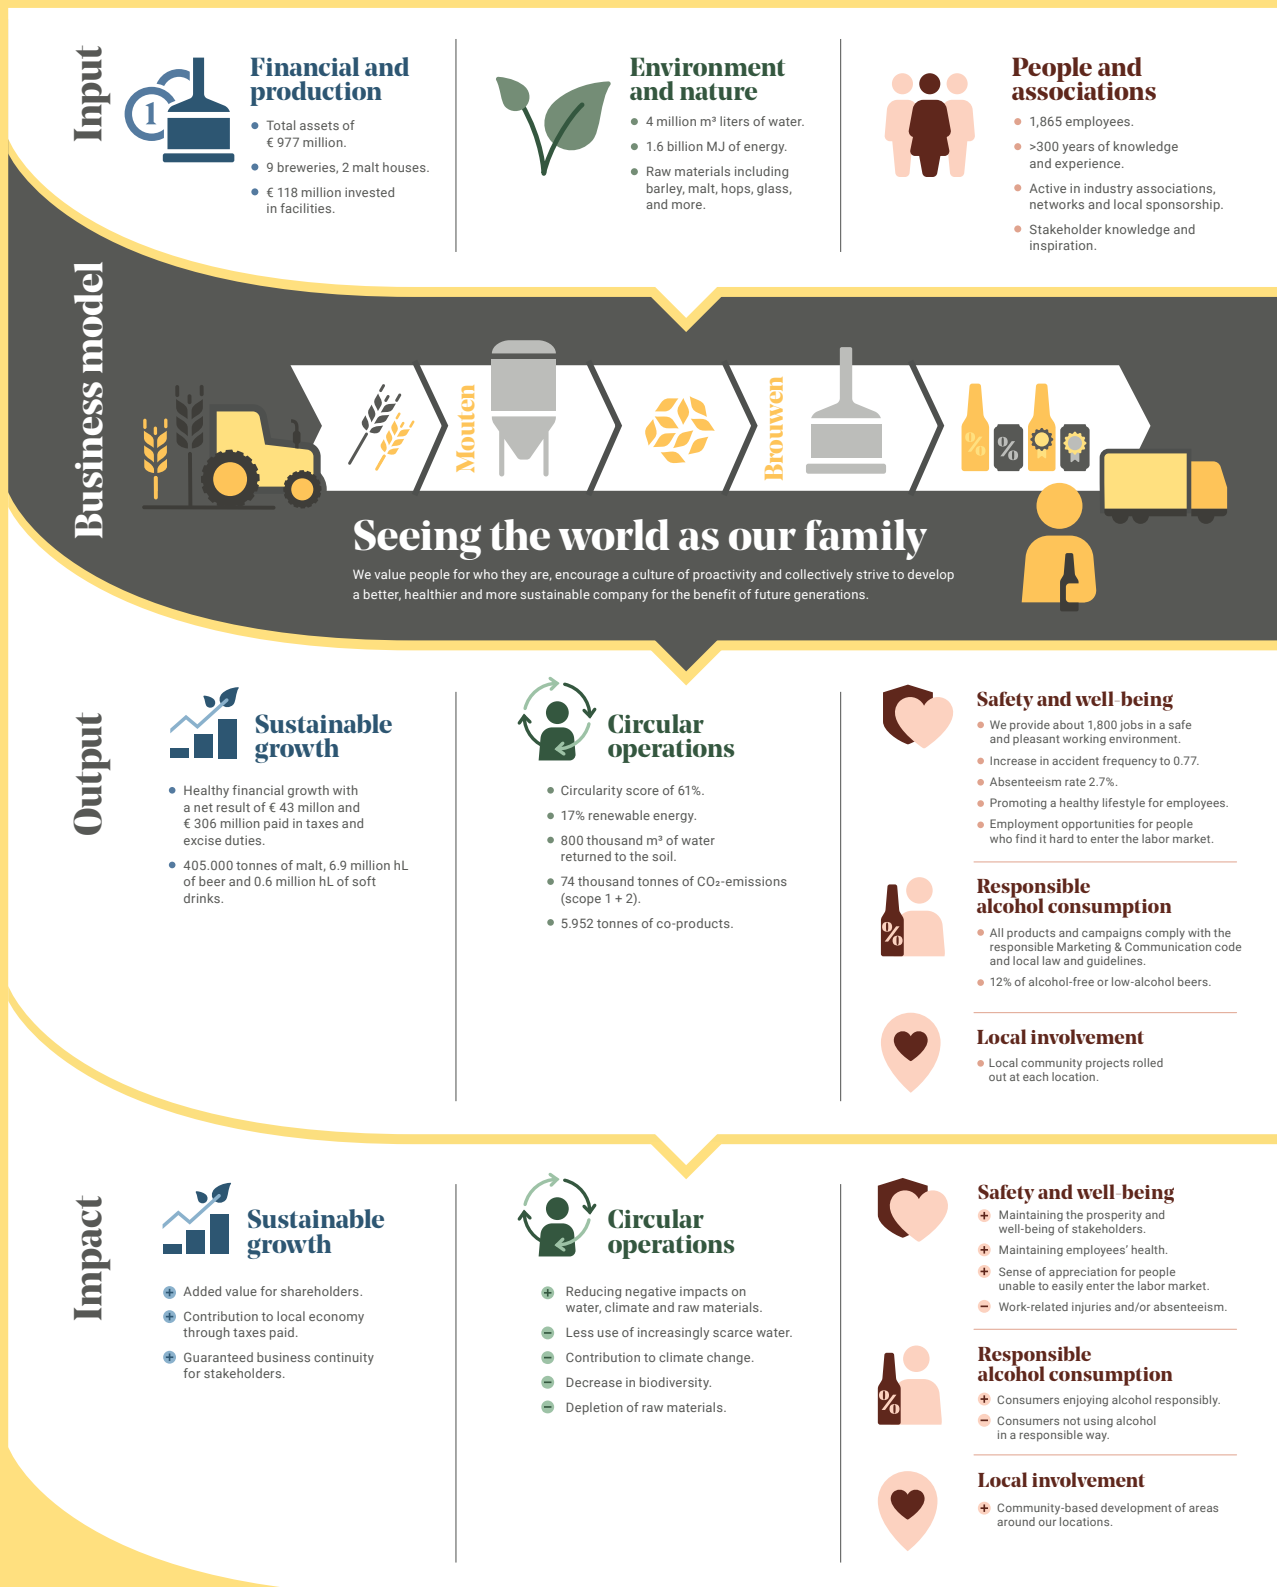 Input
1
Financial and
production
Total assets of
€ 977 million.
9 breweries, 2 malt houses.
€ 118 million invested
in facilities.
Environment
and nature
4 million m³ liters of water.
1.6 billion MJ of energy.
Raw materials including
barley, malt, hops, glass,
and more.
People and
associations
1,865 employees.
>300 years of knowledge
and experience.
Active in industry associations,
networks and local sponsorship.
Stakeholder knowledge and
inspiration.
Business model
Mouten
Brouwen
%
%
Seeing the world as our family
We value people for who they are, encourage a culture of proactivity and collectively strive to develop
a better, healthier and more sustainable company for the benefit of future generations.
Output
Sustainable
growth
Healthy financial growth with
a net result of € 43 millon and
€ 306 million paid in taxes and
excise duties.
405.000 tonnes of malt, 6.9 million hL
of beer and 0.6 million hL of soft
drinks.
Circular
operations
Circularity score of 61%.
17% renewable energy.
800 thousand m³ of water
returned to the soil.
74 thousand tonnes of CO₂-emissions
(scope 1 + 2).
5.952 tonnes of co-products.
Safety and well-being
We provide about 1,800 jobs in a safe
and pleasant working environment.
Increase in accident frequency to 0.77.
Absenteeism rate 2.7%.
Promoting a healthy lifestyle for employees.
Employment opportunities for people
who find it hard to enter the labor market.
%
Responsible
alcohol consumption
All products and campaigns comply with the
responsible Marketing & Communication code
and local law and guidelines.
12% of alcohol-free or low-alcohol beers.
Local involvement
Local community projects rolled
out at each location.
Impact
Sustainable
growth
+ Added value for shareholders.
+ Contribution to local economy
through taxes paid.
+ Guaranteed business continuity
for stakeholders.
Circular
operations
+ Reducing negative impacts on
water, climate and raw materials.
− Less use of increasingly scarce water.
− Contribution to climate change.
− Decrease in biodiversity.
− Depletion of raw materials.
Safety and well-being
+ Maintaining the prosperity and
well-being of stakeholders.
+ Maintaining employees' health.
+ Sense of appreciation for people
unable to easily enter the labor market.
− Work-related injuries and/or absenteeism.
%
Responsible
alcohol consumption
+ Consumers enjoying alcohol responsibly.
− Consumers not using alcohol
in a responsible way.
Local involvement
+ Community-based development of areas
around our locations.